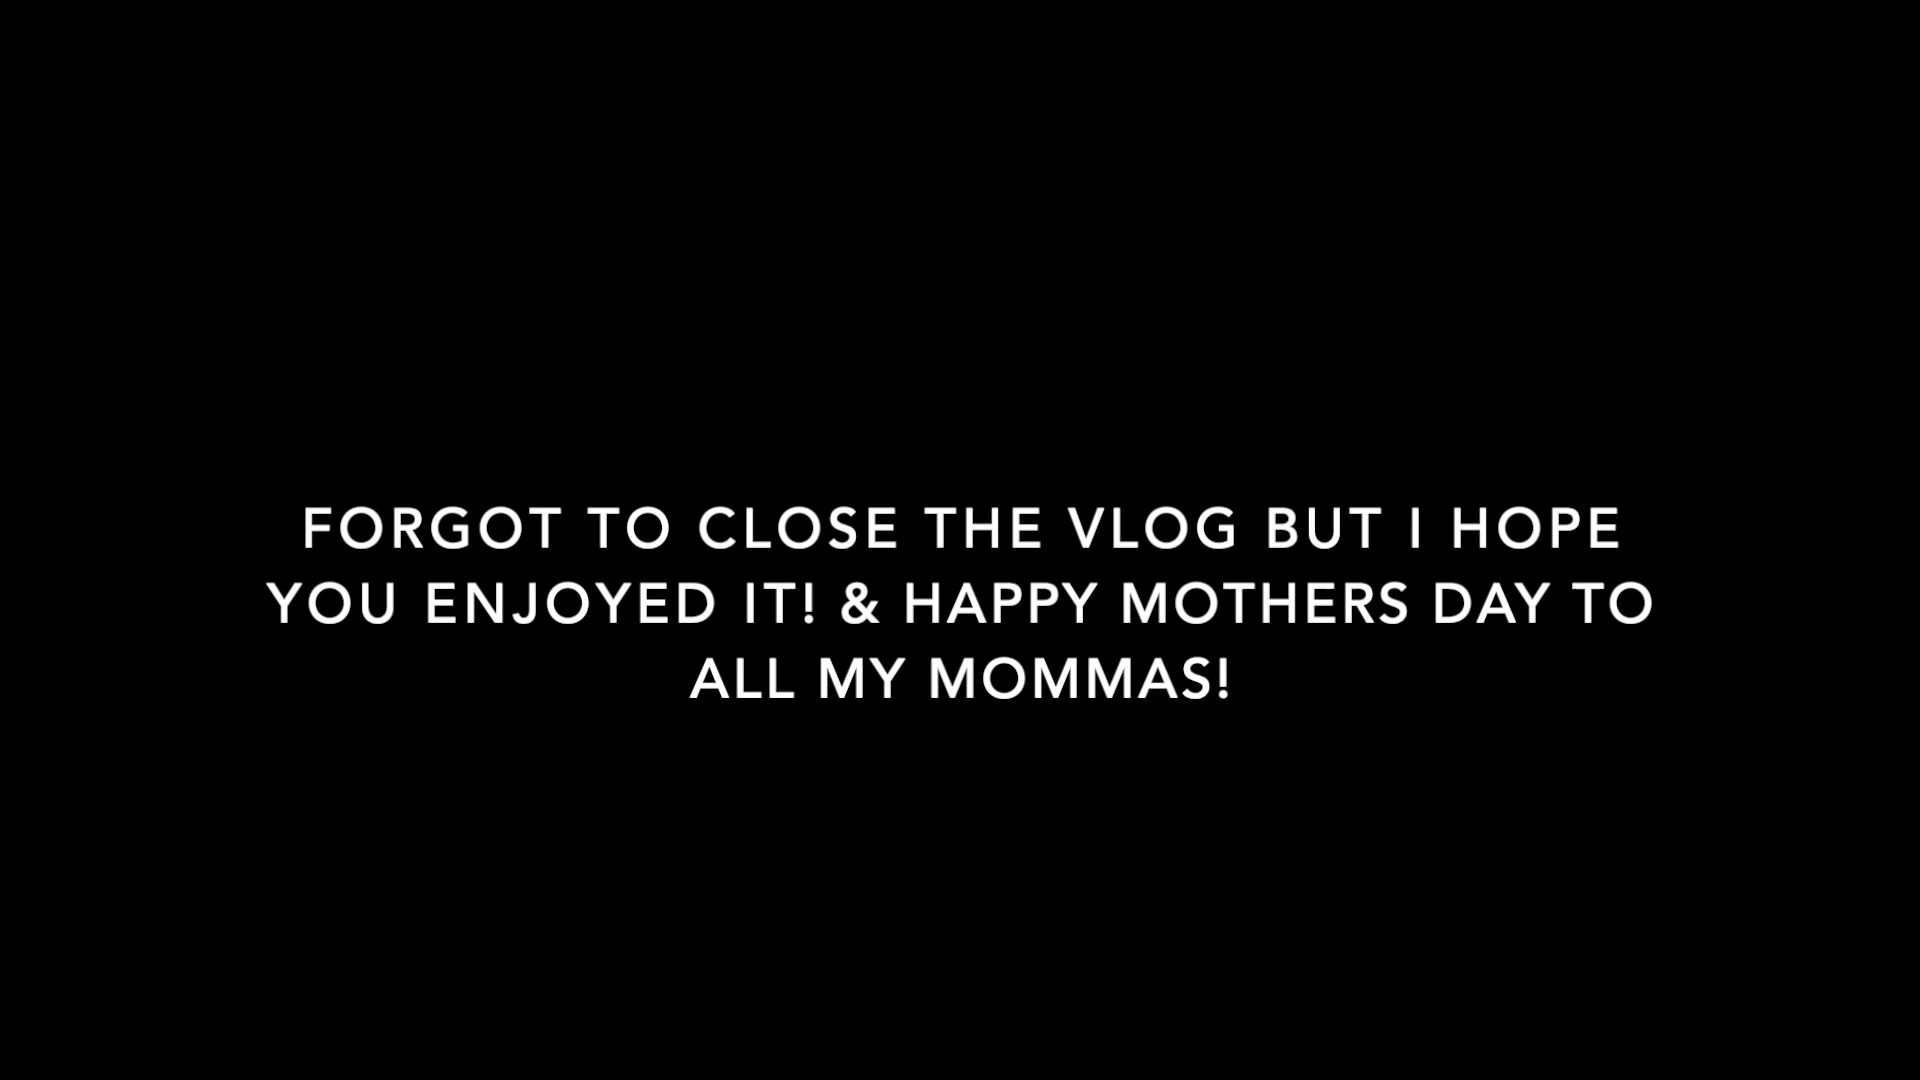 FORGOT TO CLOSE THE VLOG BUT I HOPE
YOU ENJOYED IT! & HAPPY MOTHERS DAY TO
ALL MY MOMMAS!